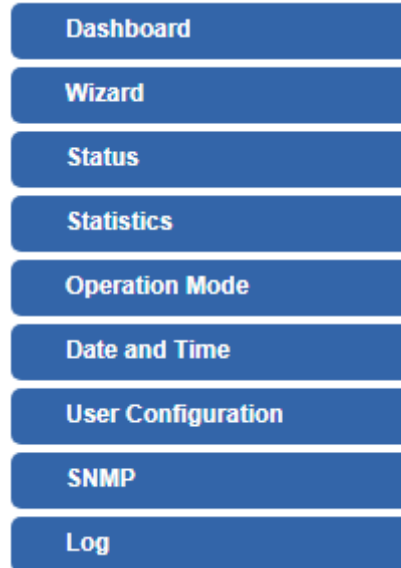 Dashboard
Wizard
Status
Statistics
Operation Mode
Date and Time
User Configuration
SNMP
Log